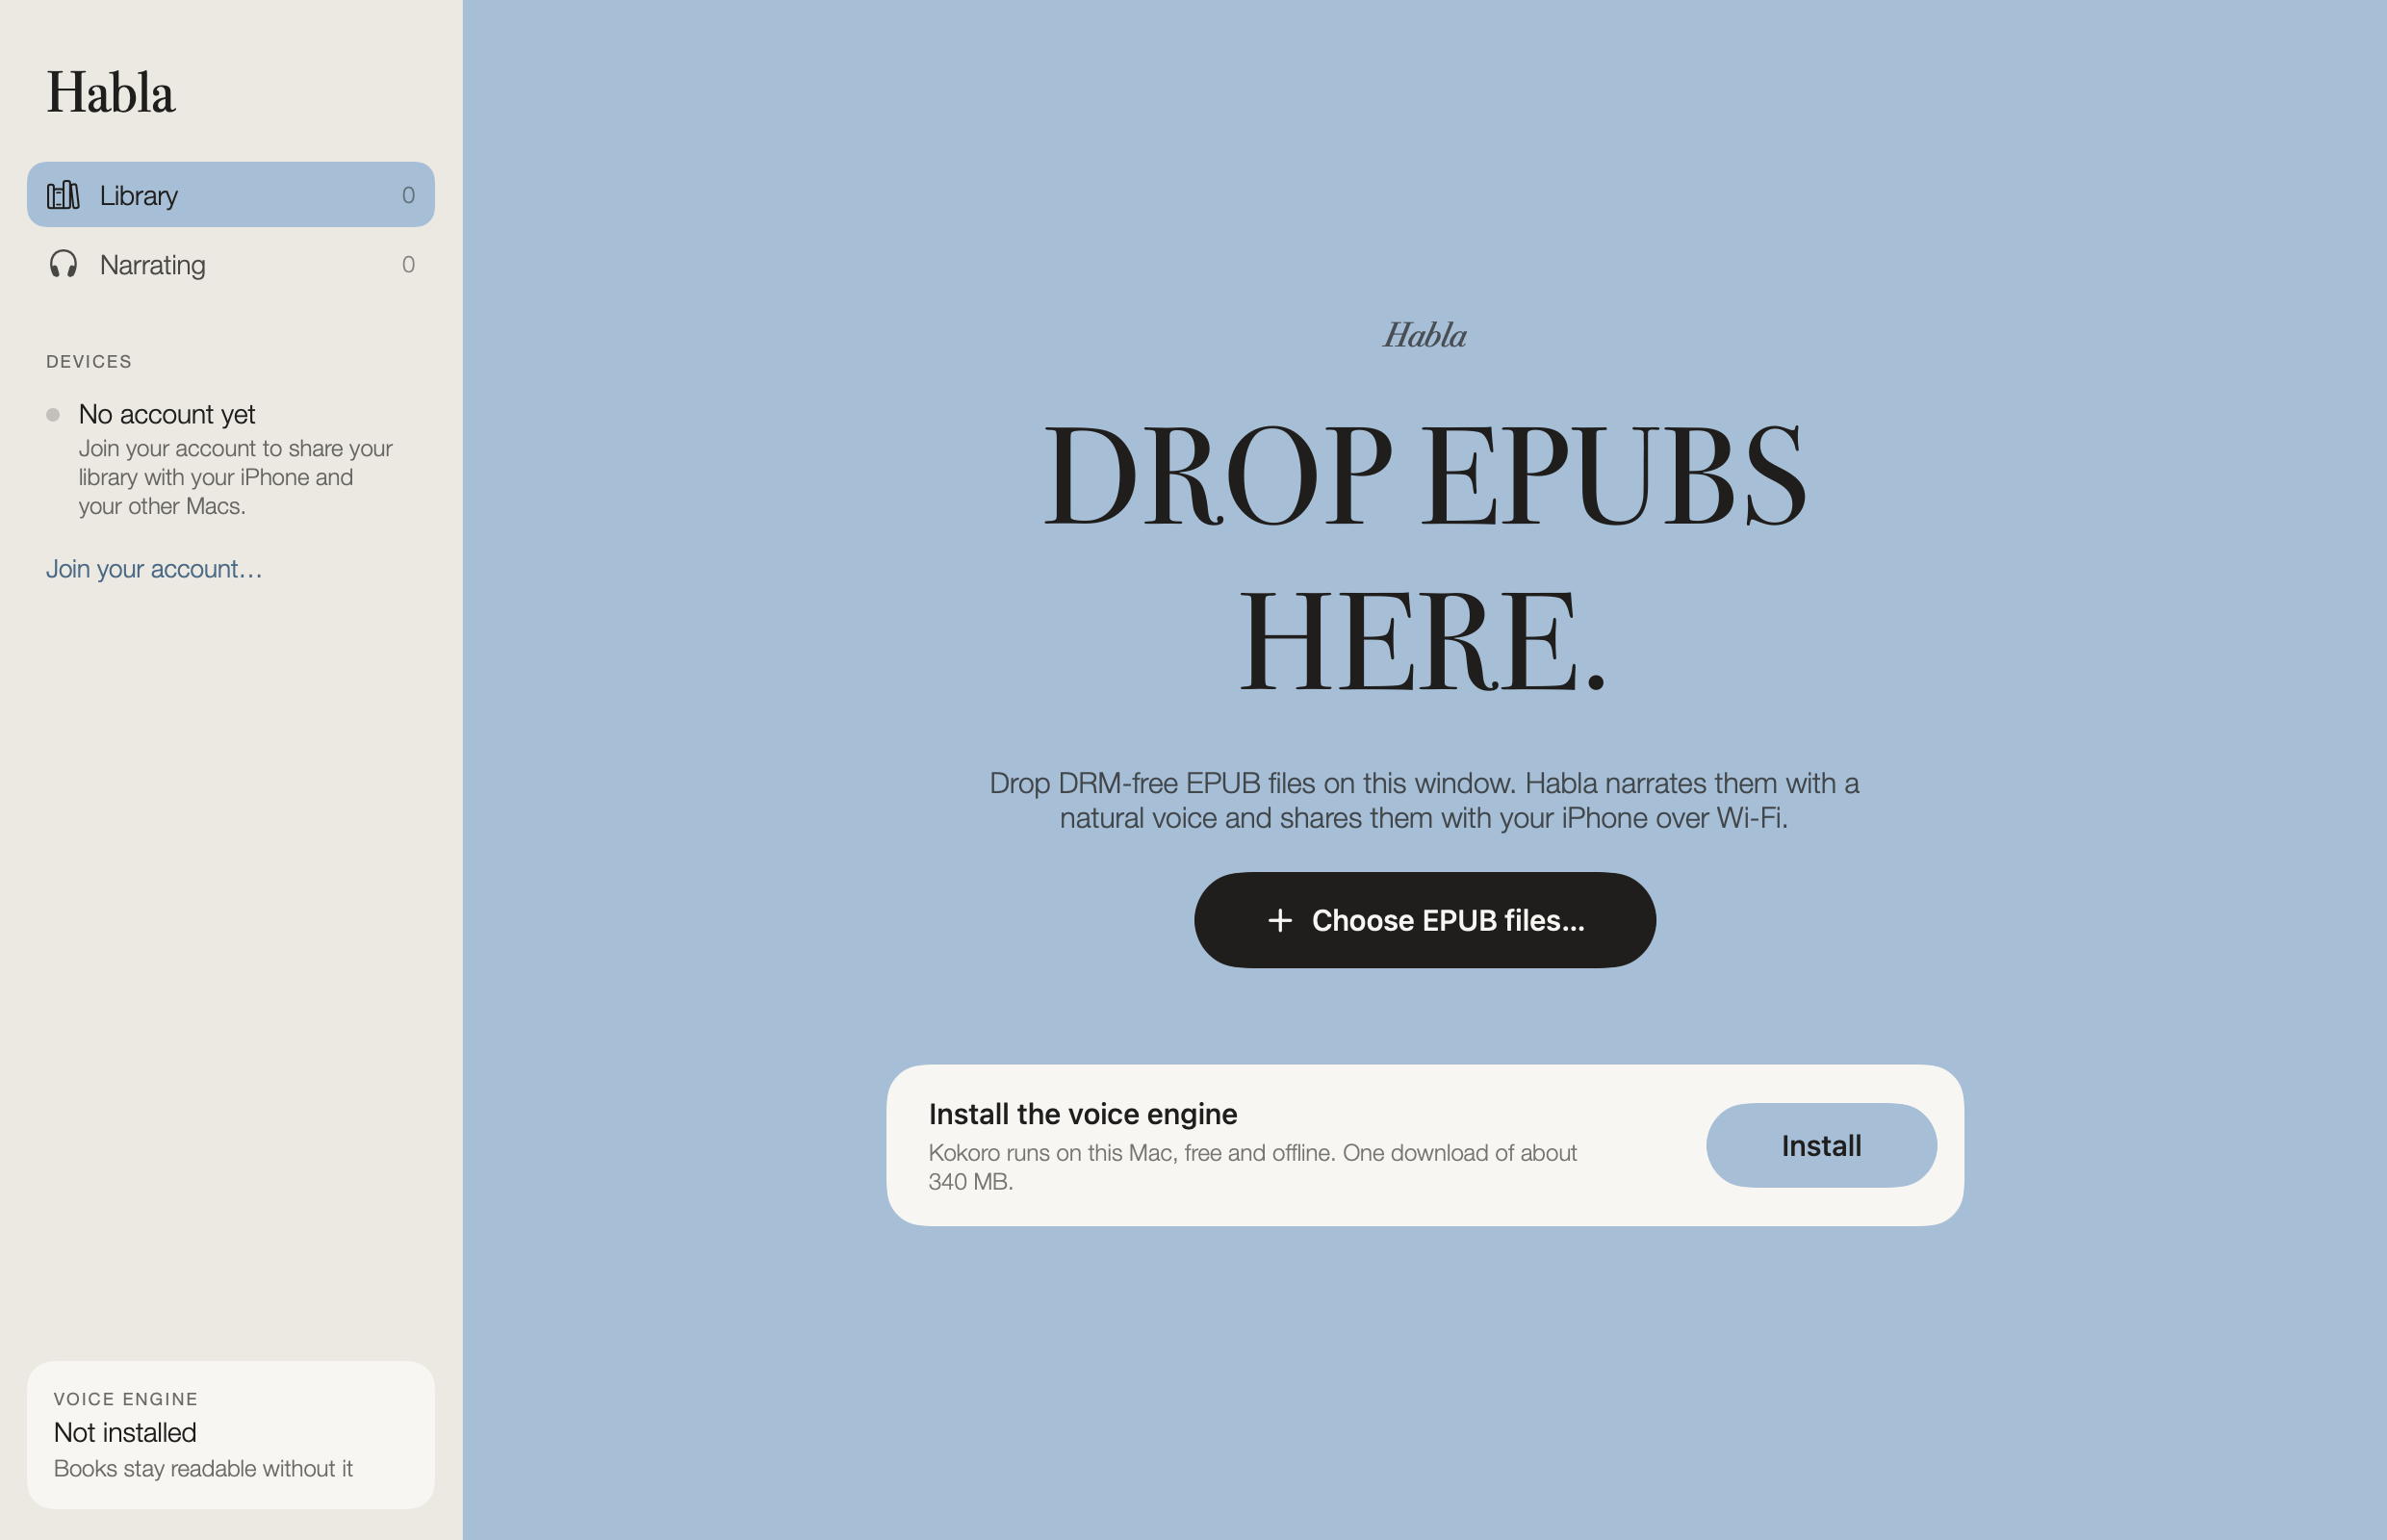 Habla
Library 0
Narrating 0
DEVICES
No account yet
Join your account to share your
library with your iPhone and
your other Macs.
Join your account…
VOICE ENGINE
Not installed
Books stay readable without it
Habla
DROP EPUBS
HERE.
Drop DRM-free EPUB files on this window. Habla narrates them with a
natural voice and shares them with your iPhone over Wi-Fi.
+ Choose EPUB files...
Install the voice engine
Kokoro runs on this Mac, free and offline. One download of about
340 MB.
Install